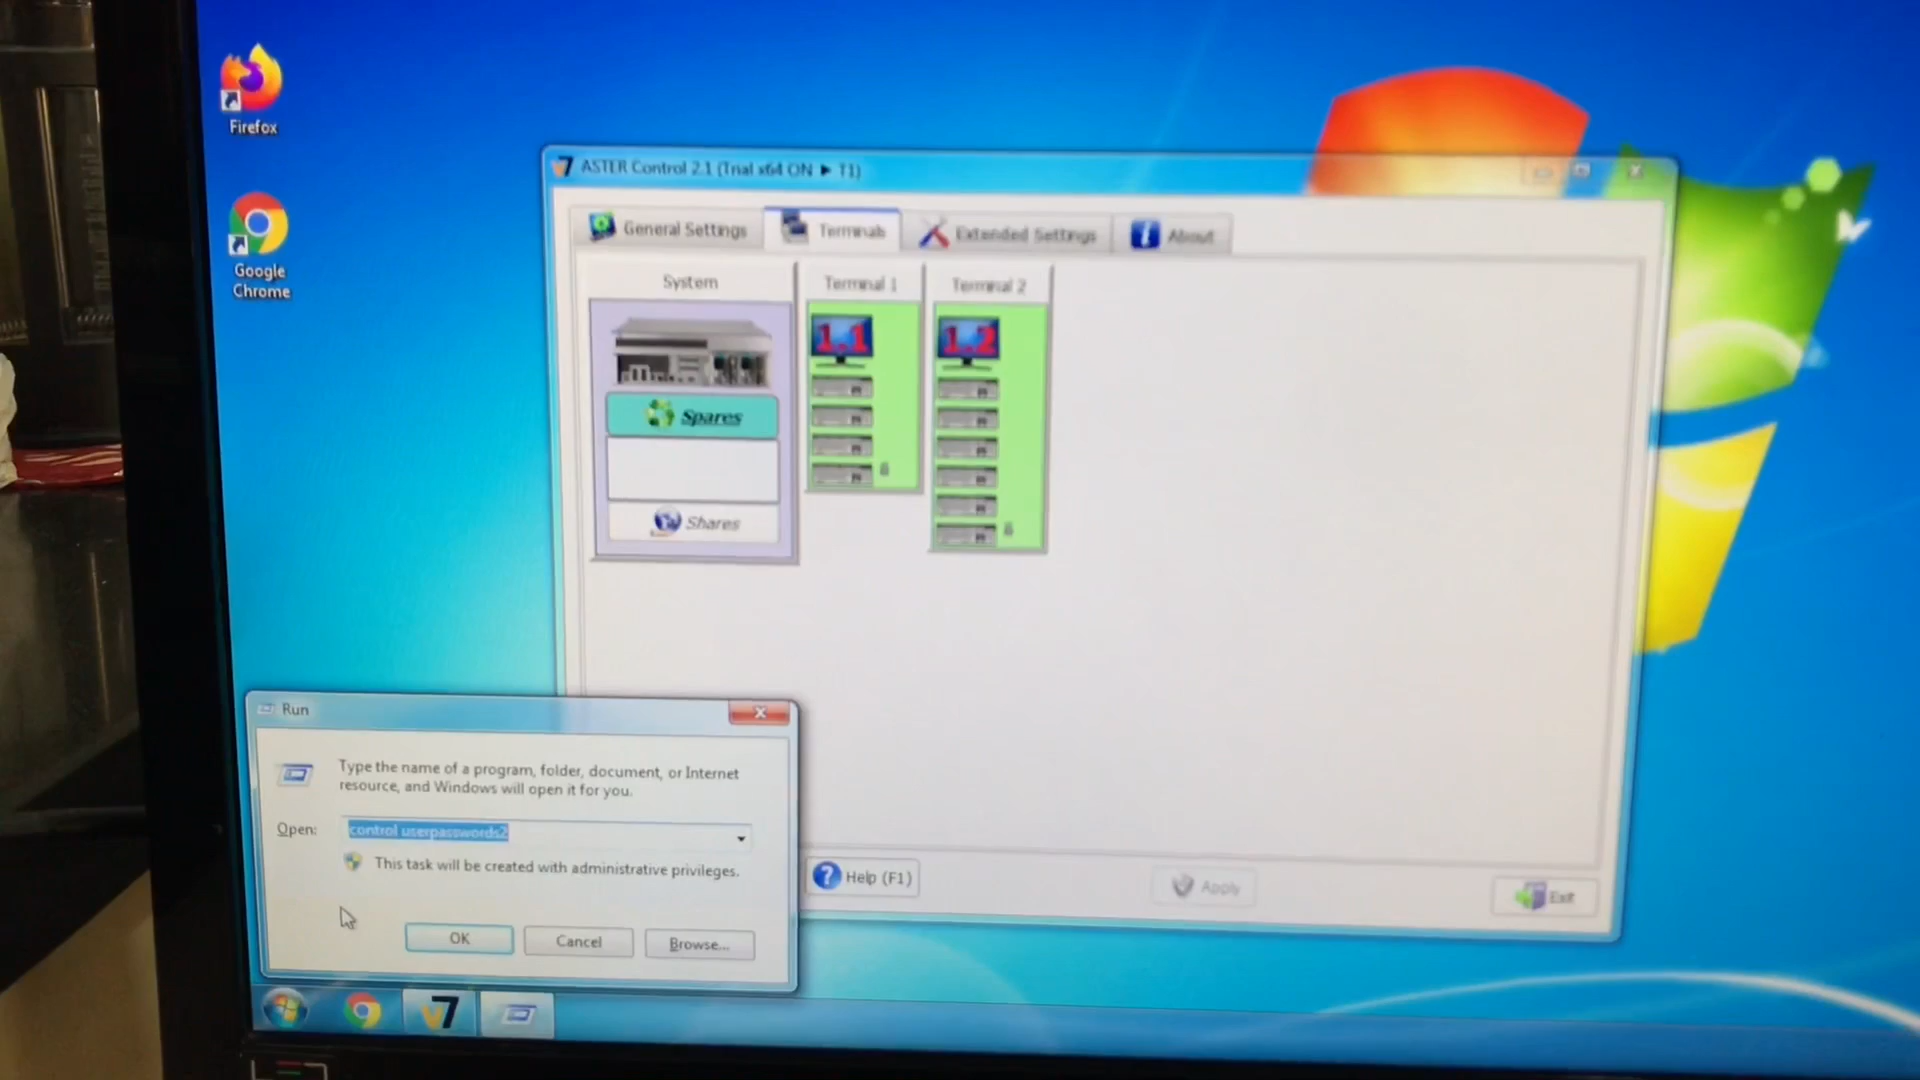 Firefox
Google
Chrome
ASTER Control 2.1 (Trial x64 ON ► T1)
General Settings
Terminals
Extended Settings
About
System
Terminal 1
Terminal 2
1.1
1.2
Spares
Shares
Run
Type the name of a program, folder, document, or Internet
resource, and Windows will open it for you.
Open:
control userpasswords2
This task will be created with administrative privileges.
OK
Cancel
Browse...
Help (F1)
Apply
Exit
V7